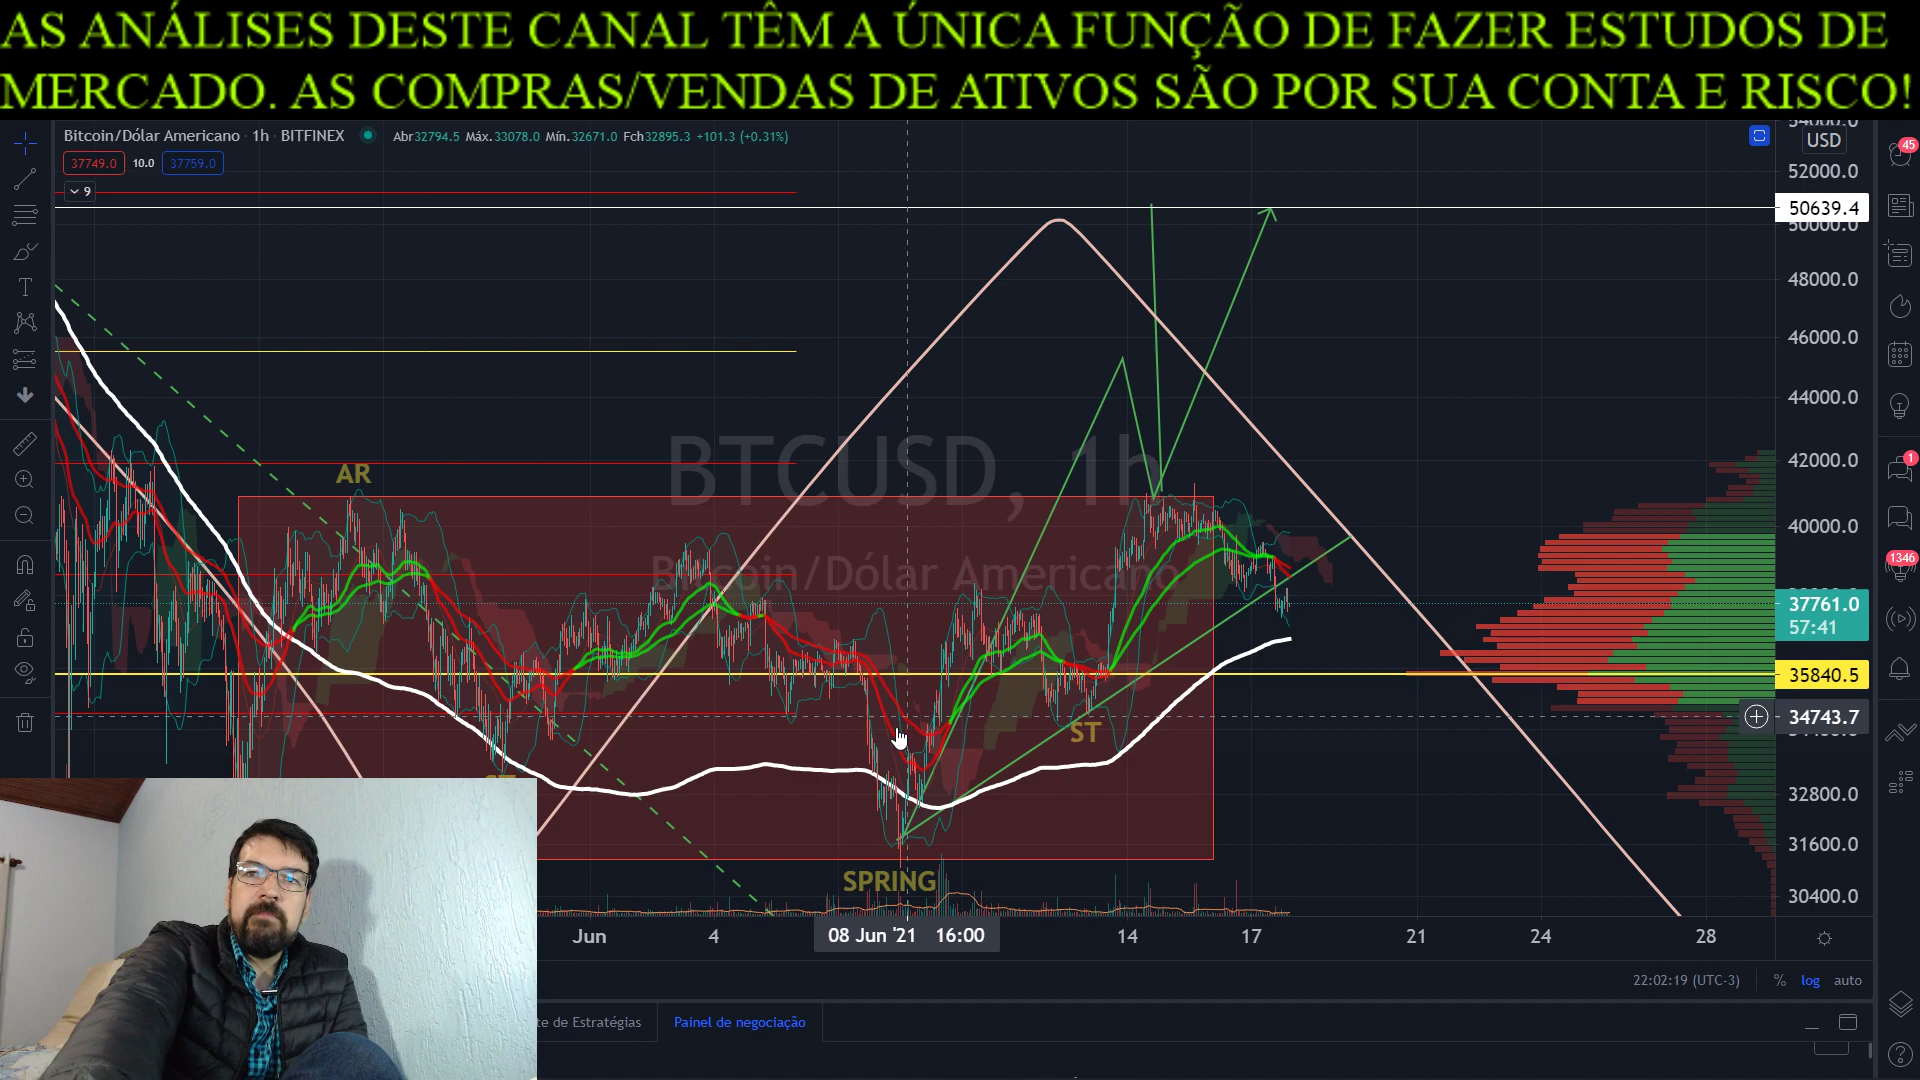 AS ANÁLISES DESTE CANAL TÊM A ÚNICA FUNÇÃO DE FAZER ESTUDOS DE
MERCADO. AS COMPRAS/VENDAS DE ATIVOS SÃO POR SUA CONTA E RISCO!
Bitcoin/Dólar Americano · 1h · BITFINEX Abr32794.5 Máx.33078.0 Mín.32671.0 Fch32895.3 +101.3 (+0.31%)
37749.0 10.0 37759.0
9
USD
52000.0
50639.4
50000.0
48000.0
46000.0
44000.0
42000.0
40000.0
37761.0
57:41
35840.5
34743.7
32800.0
31600.0
30400.0
45
1
1346
BTCUSD, 1h
Bitcoin/Dólar Americano
AR
ST
SPRING
Jun 4 08 Jun '21 16:00 14 17 21 24 28
22:02:19 (UTC-3) % log auto
te de Estratégias Painel de negociação